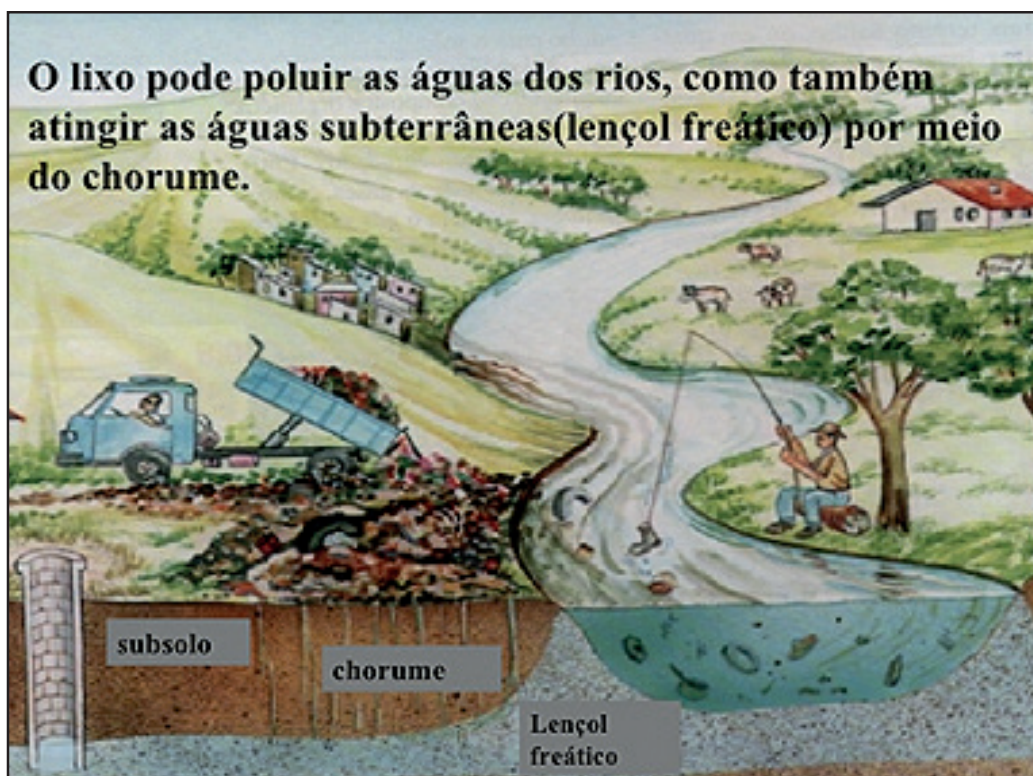 O lixo pode poluir as águas dos rios, como também
atingir as águas subterrâneas(lençol freático) por meio
do chorume.
subsolo
chorume
Lençol
freático